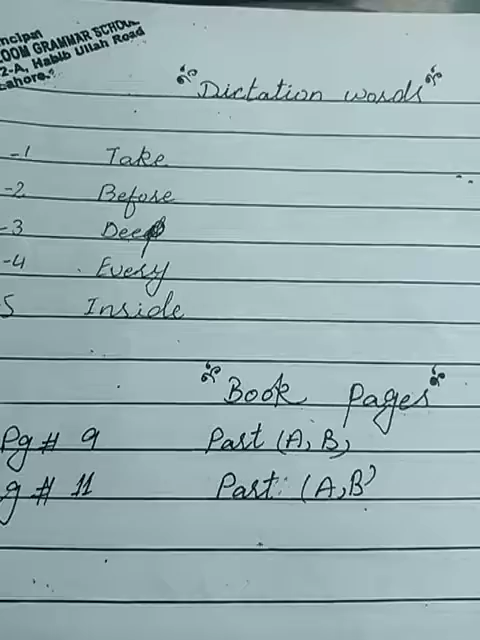 ncipal
OOM GRAMMAR SCHOOL
2-A, Habib Ullah Road
ahore.
"Dictation words"
-1 Take
-2 Before
-3 Deep
-4 Every
5 Inside
"Book pages"
Pg # 9 Part (A, B)
g # 11 Part: (A,B)